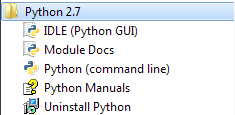 Python 2.7
IDLE (Python GUI)
Module Docs
Python (command line)
Python Manuals
Uninstall Python